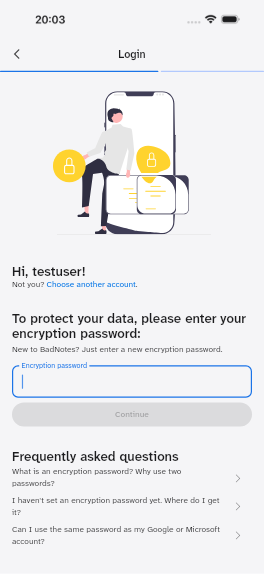 20:03
Login
Hi, testuser!
Not you? Choose another account.
To protect your data, please enter your
encryption password:
New to BadNotes? Just enter a new encryption password.
Encryption password
Continue
Frequently asked questions
What is an encryption password? Why use two
passwords?
I haven't set an encryption password yet. Where do I get
it?
Can I use the same password as my Google or Microsoft
account?